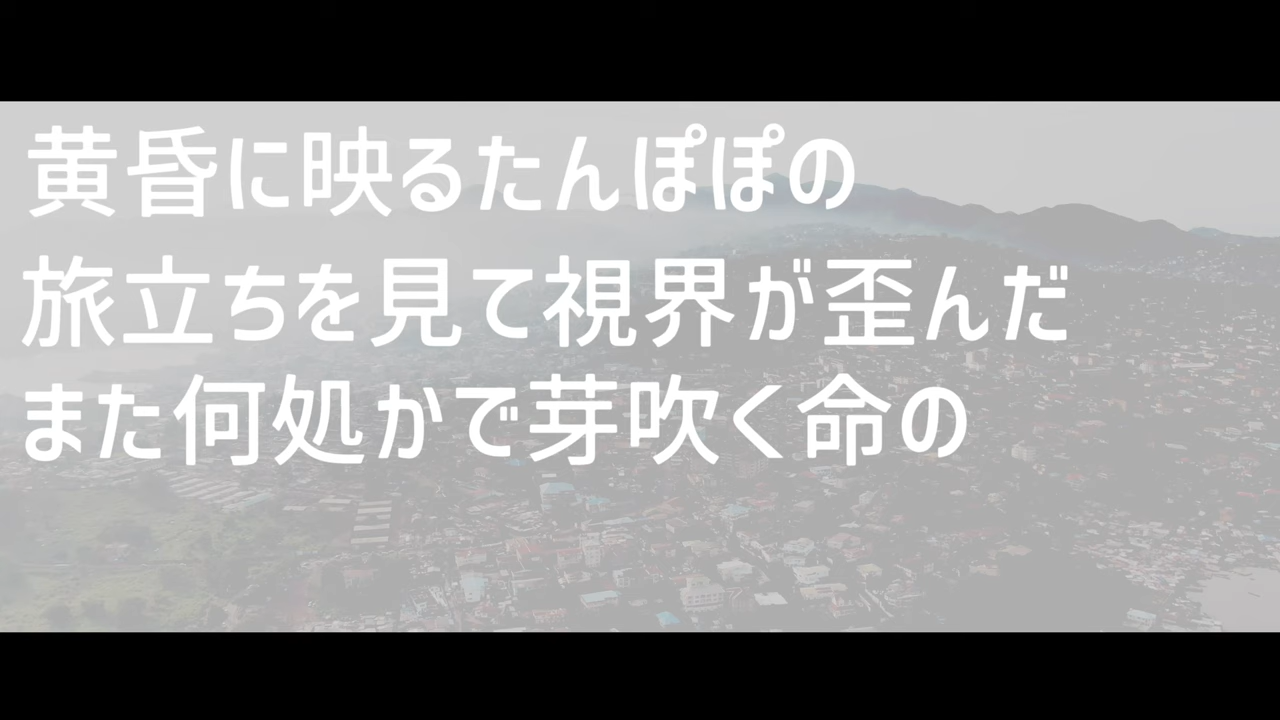 黄昏に映るたんぽぽの
旅立ちを見て視界が歪んだ
また何処かで芽吹く命の